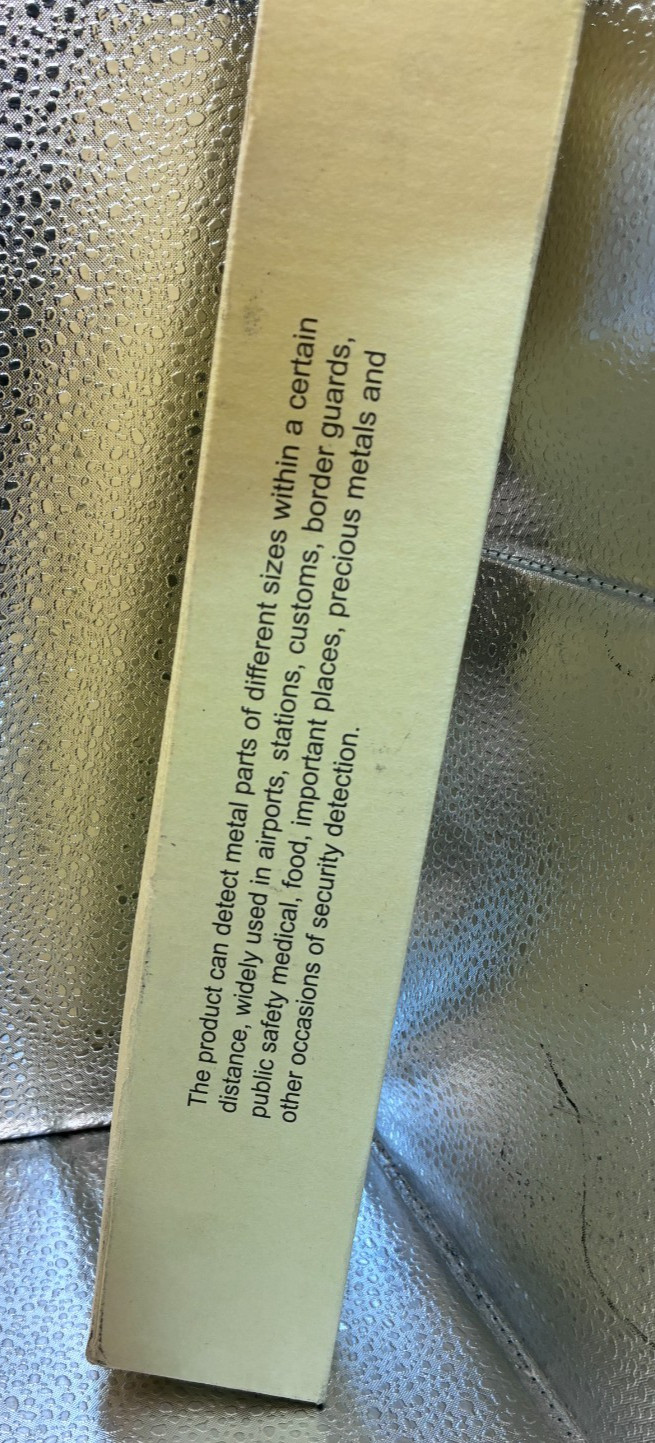 The product can detect metal parts of different sizes within a certain
distance, widely used in airports, stations, customs, border guards,
public safety medical, food, important places, precious metals and
other occasions of security detection.